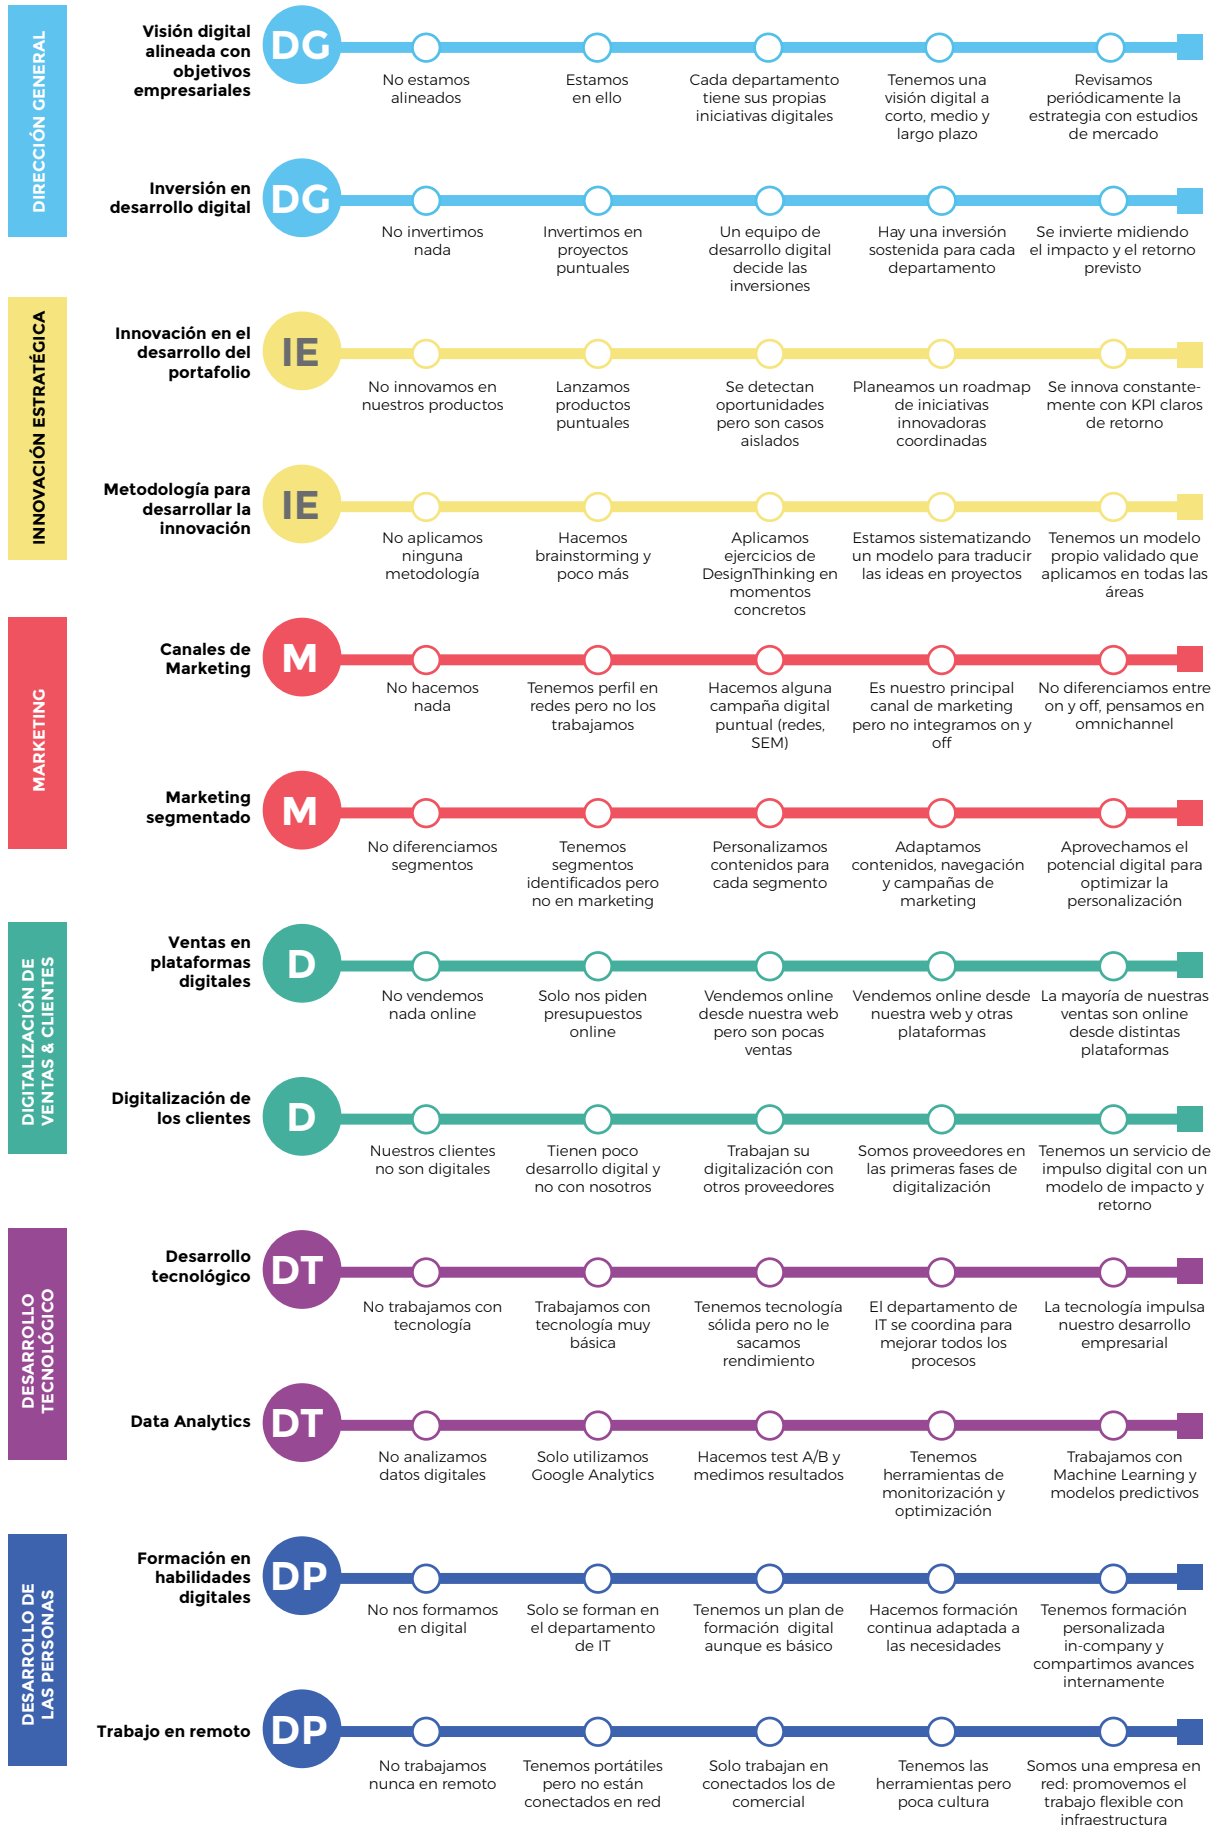 DIRECCIÓN GENERAL
Visión digital
alineada con
objetivos
empresariales
DG
No estamos
alineados
Estamos
en ello
Cada departamento
tiene sus propias
iniciativas digitales
Tenemos una
visión digital a
corto, medio y
largo plazo
Revisamos
periódicamente la
estrategia con estudios
de mercado
Inversión en
desarrollo digital
DG
No invertimos
nada
Invertimos en
proyectos
puntuales
Un equipo de
desarrollo digital
decide las
inversiones
Hay una inversión
sostenida para cada
departamento
Se invierte midiendo
el impacto y el retorno
previsto
INNOVACIÓN ESTRATÉGICA
Innovación en el
desarrollo del
portafolio
IE
No innovamos en
nuestros productos
Lanzamos
productos
puntuales
Se detectan
oportunidades
pero son casos
aislados
Planeamos un roadmap
de iniciativas
innovadoras
coordinadas
Se innova constante-
mente con KPI claros
de retorno
Metodología para
desarrollar la
innovación
IE
No aplicamos
ninguna
metodología
Hacemos
brainstorming y
poco más
Aplicamos
ejercicios de
DesignThinking en
momentos
concretos
Estamos sistematizando
un modelo para traducir
las ideas en proyectos
Tenemos un modelo
propio validado que
aplicamos en todas las
áreas
MARKETING
Canales de
Marketing
M
No hacemos
nada
Tenemos perfil en
redes pero no los
trabajamos
Hacemos alguna
campaña digital
puntual (redes,
SEM)
Es nuestro principal
canal de marketing
pero no integramos on y
off
No diferenciamos entre
on y off, pensamos en
omnichannel
Marketing
segmentado
M
No diferenciamos
segmentos
Tenemos
segmentos
identificados pero
no en marketing
Personalizamos
contenidos para
cada segmento
Adaptamos
contenidos, navegación
y campañas de
marketing
Aprovechamos el
potencial digital para
optimizar la
personalización
DIGITALIZACIÓN DE
VENTAS & CLIENTES
Ventas en
plataformas
digitales
D
No vendemos
nada online
Solo nos piden
presupuestos
online
Vendemos online
desde nuestra web
pero son pocas
ventas
Vendemos online desde
nuestra web y otras
plataformas
La mayoría de nuestras
ventas son online
desde distintas
plataformas
Digitalización de
los clientes
D
Nuestros clientes
no son digitales
Tienen poco
desarrollo digital y
no con nosotros
Trabajan su
digitalización con
otros proveedores
Somos proveedores en
las primeras fases de
digitalización
Tenemos un servicio de
impulso digital con un
modelo de impacto y
retorno
DESARROLLO
TECNOLÓGICO
Desarrollo
tecnológico
DT
No trabajamos con
tecnología
Trabajamos con
tecnología muy
básica
Tenemos tecnología
sólida pero no le
sacamos
rendimiento
El departamento de
IT se coordina para
mejorar todos los
procesos
La tecnología impulsa
nuestro desarrollo
empresarial
Data Analytics
DT
No analizamos
datos digitales
Solo utilizamos
Google Analytics
Hacemos test A/B y
medimos resultados
Tenemos
herramientas de
monitorización y
optimización
Trabajamos con
Machine Learning y
modelos predictivos
DESARROLLO DE
LAS PERSONAS
Formación en
habilidades
digitales
DP
No nos formamos
en digital
Solo se forman en
el departamento
de IT
Tenemos un plan de
formación digital
aunque es básico
Hacemos formación
continua adaptada a
las necesidades
Tenemos formación
personalizada
in-company y
compartimos avances
internamente
Trabajo en remoto
DP
No trabajamos
nunca en remoto
Tenemos portátiles
pero no están
conectados en red
Solo trabajan en
conectados los de
comercial
Tenemos las
herramientas pero
poca cultura
Somos una empresa en
red: promovemos el
trabajo flexible con
infraestructura